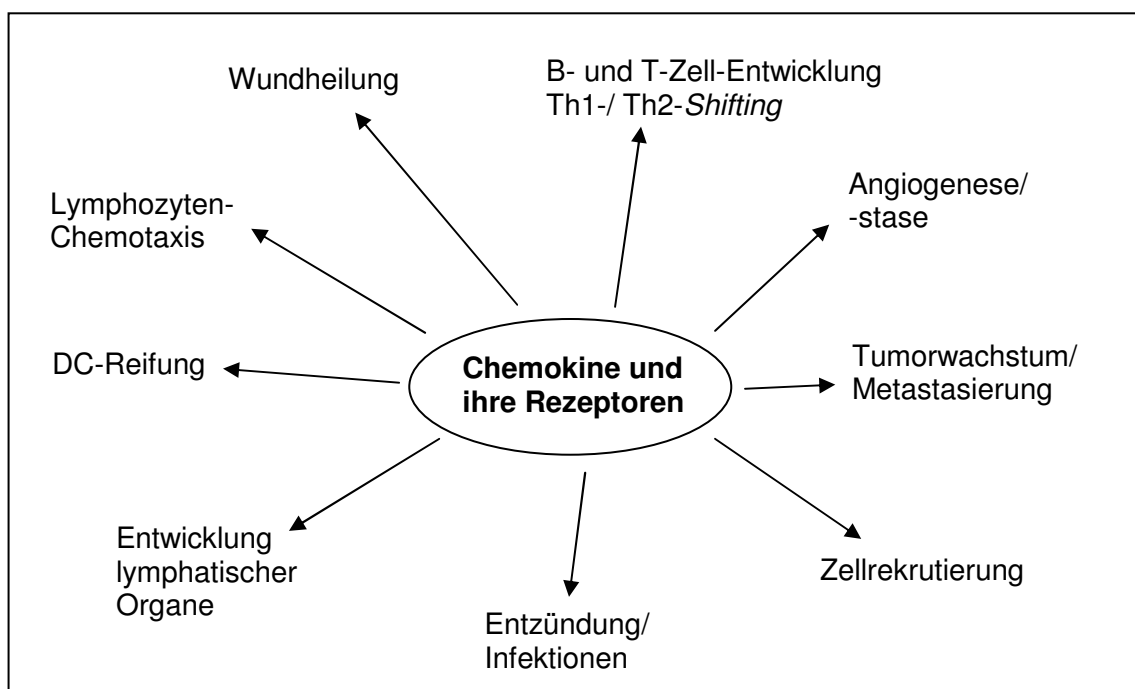 Wundheilung
B- und T-Zell-Entwicklung
Th1-/ Th2-Shifting
Lymphozyten-
Chemotaxis
Angiogenese/
-stase
DC-Reifung
Chemokine und
ihre Rezeptoren
Tumorwachstum/
Metastasierung
Entwicklung
lymphatischer
Organe
Zellrekrutierung
Entzündung/
Infektionen